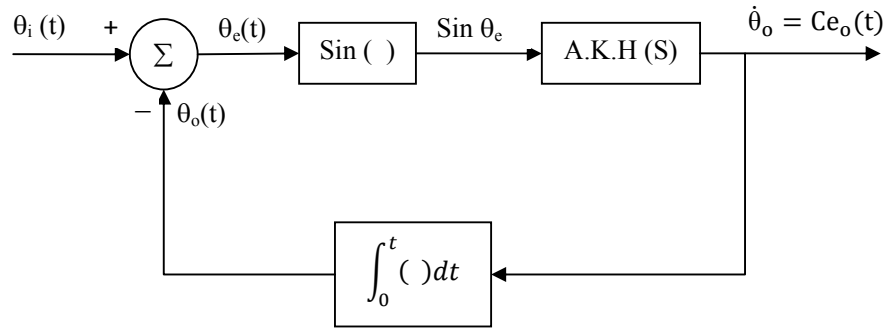 θᵢ (t)
+
Σ
θₑ(t)
Sin ( )
Sin θₑ
A.K.H (S)
θ̇ₒ = Ceₒ(t)
−
θₒ(t)
∫₀ᵗ( )dt